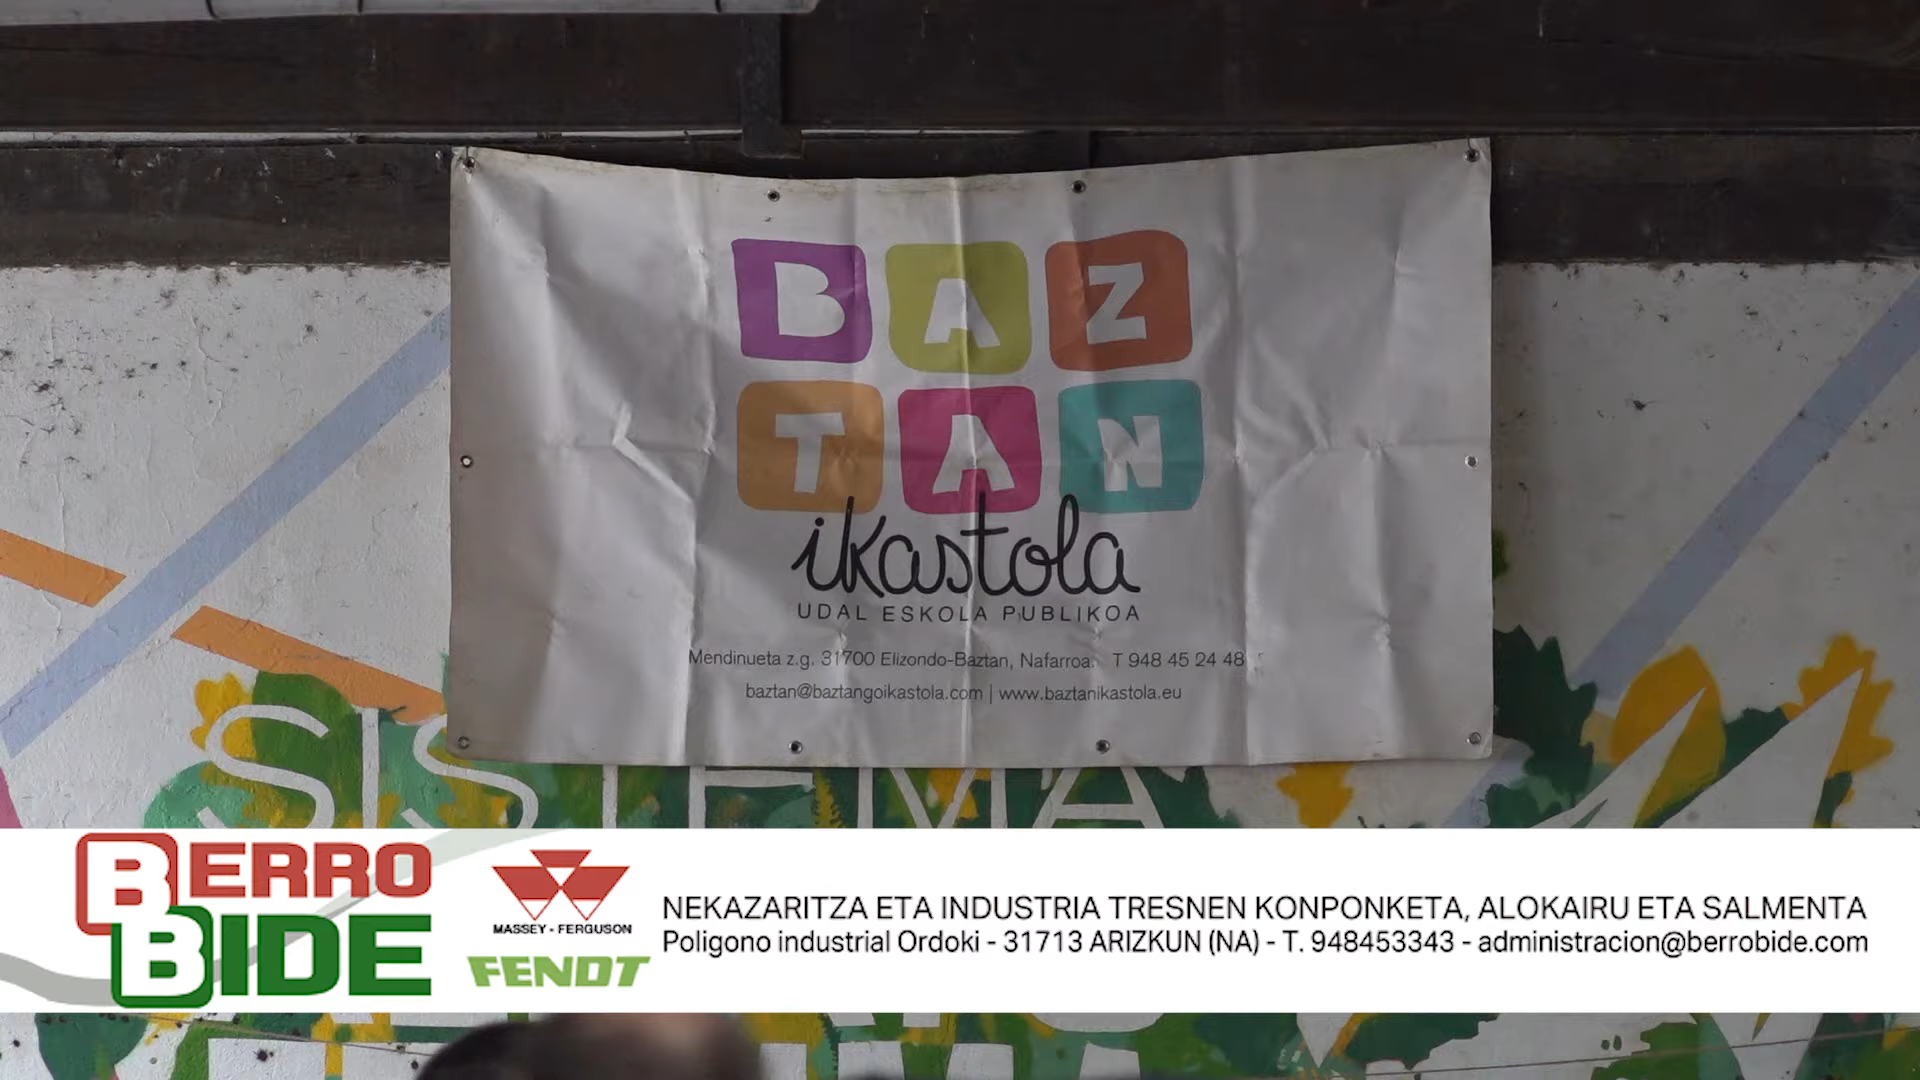 BAZ
TAN
ikastola
UDAL ESKOLA PUBLIKOA
Mendinueta z.g. 31700 Elizondo-Baztan, Nafarroa. T 948 45 24 48
baztan@baztangoikastola.com | www.baztanikastola.eu
SISTEMA
BERRO
BIDE
MASSEY - FERGUSON
FENDT
NEKAZARITZA ETA INDUSTRIA TRESNEN KONPONKETA, ALOKAIRU ETA SALMENTA
Poligono industrial Ordoki - 31713 ARIZKUN (NA) - T. 948453343 - administracion@berrobide.com